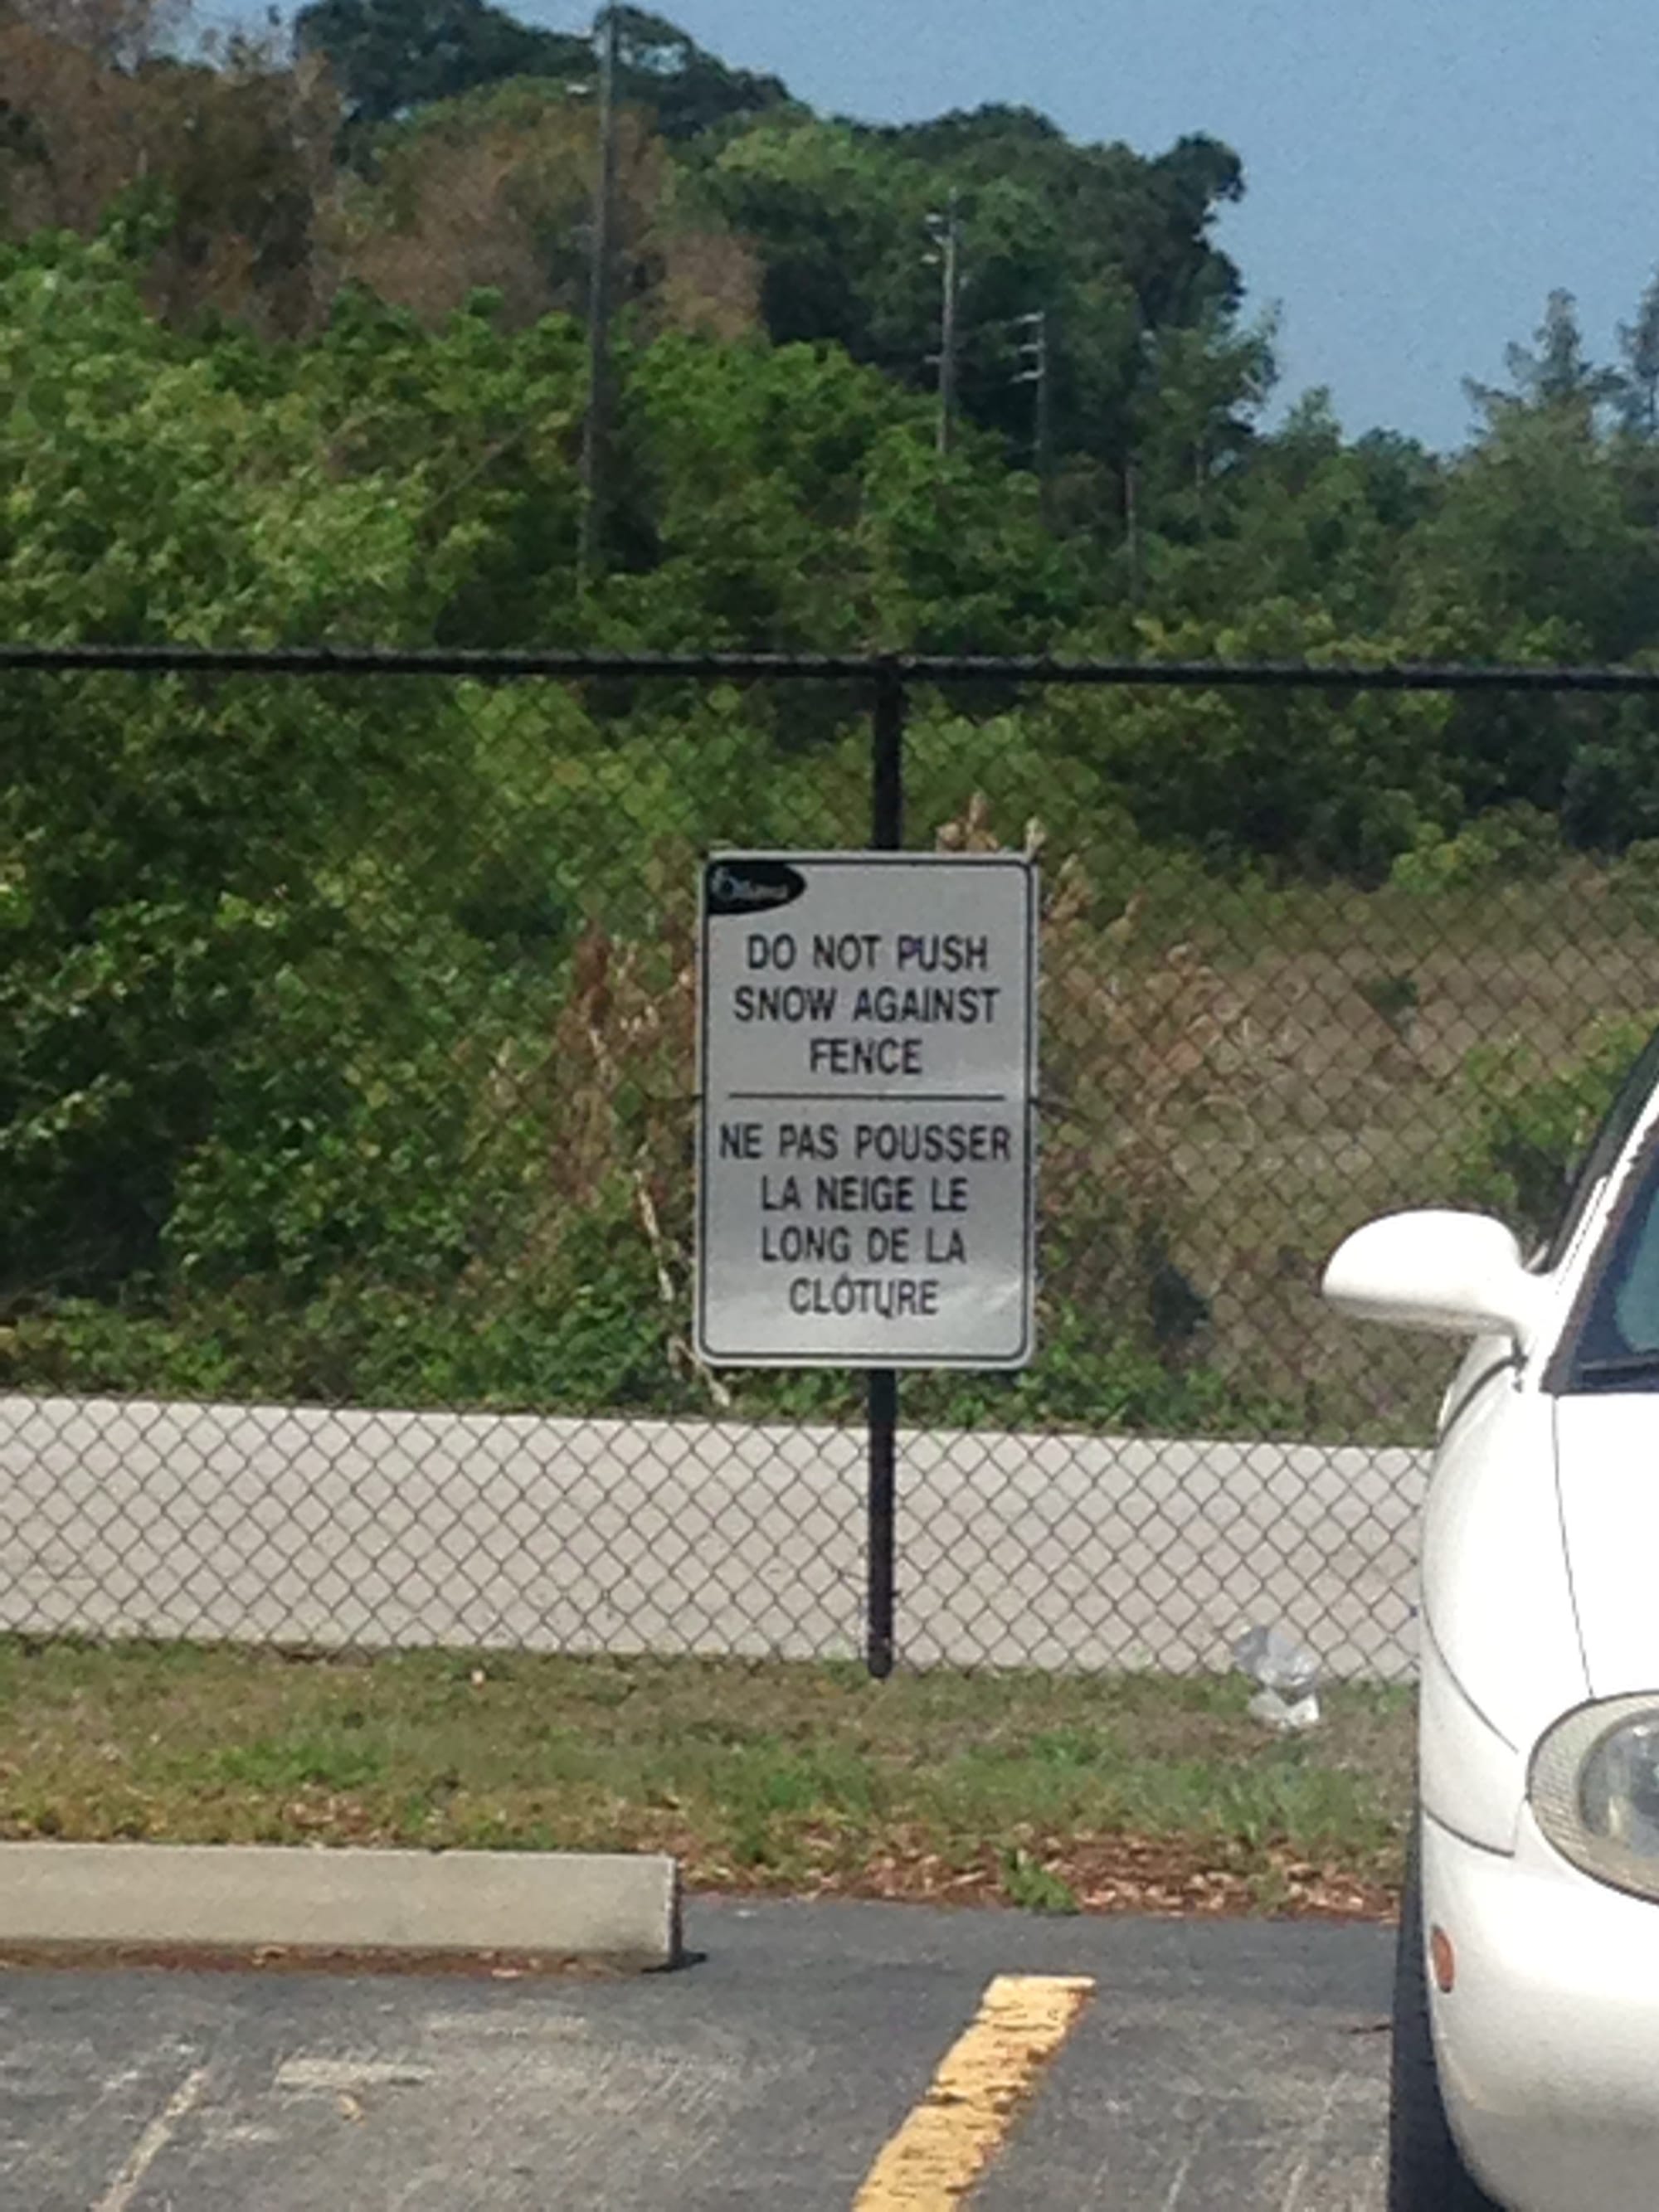 DO NOT PUSH
SNOW AGAINST
FENCE
NE PAS POUSSER
LA NEIGE LE
LONG DE LA
CLÔTURE